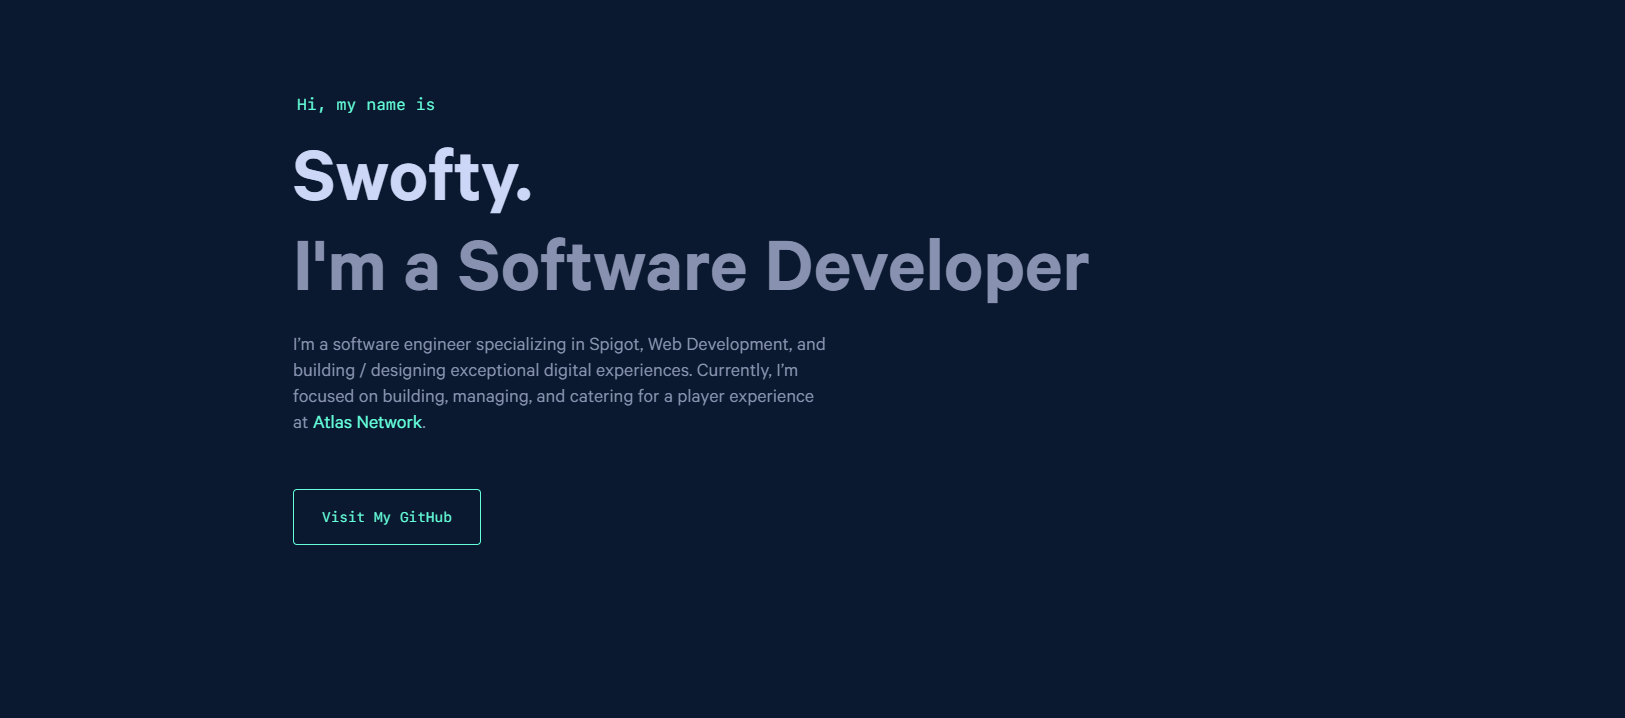 Hi, my name is
Swofty.
I'm a Software Developer
I’m a software engineer specializing in Spigot, Web Development, and
building / designing exceptional digital experiences. Currently, I’m
focused on building, managing, and catering for a player experience
at Atlas Network.
Visit My GitHub